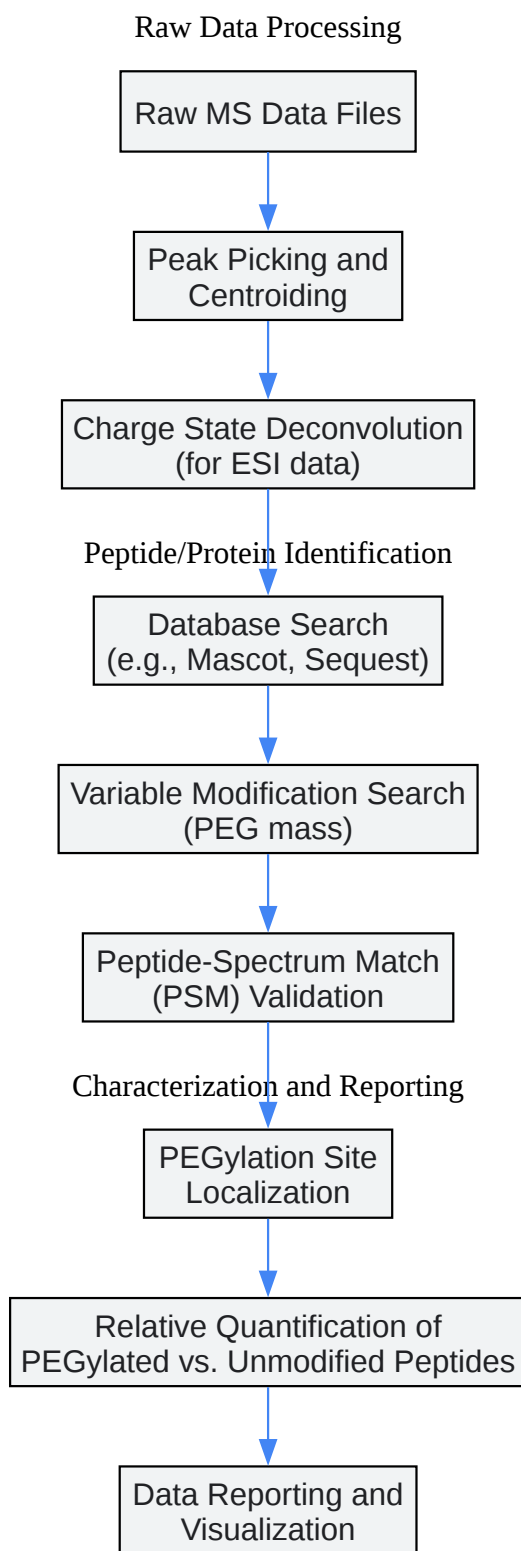 Raw Data Processing
Raw MS Data Files
Peak Picking and
Centroiding
Charge State Deconvolution
(for ESI data)
Peptide/Protein Identification
Database Search
(e.g., Mascot, Sequest)
Variable Modification Search
(PEG mass)
Peptide-Spectrum Match
(PSM) Validation
Characterization and Reporting
PEGylation Site
Localization
Relative Quantification of
PEGylated vs. Unmodified Peptides
Data Reporting and
Visualization